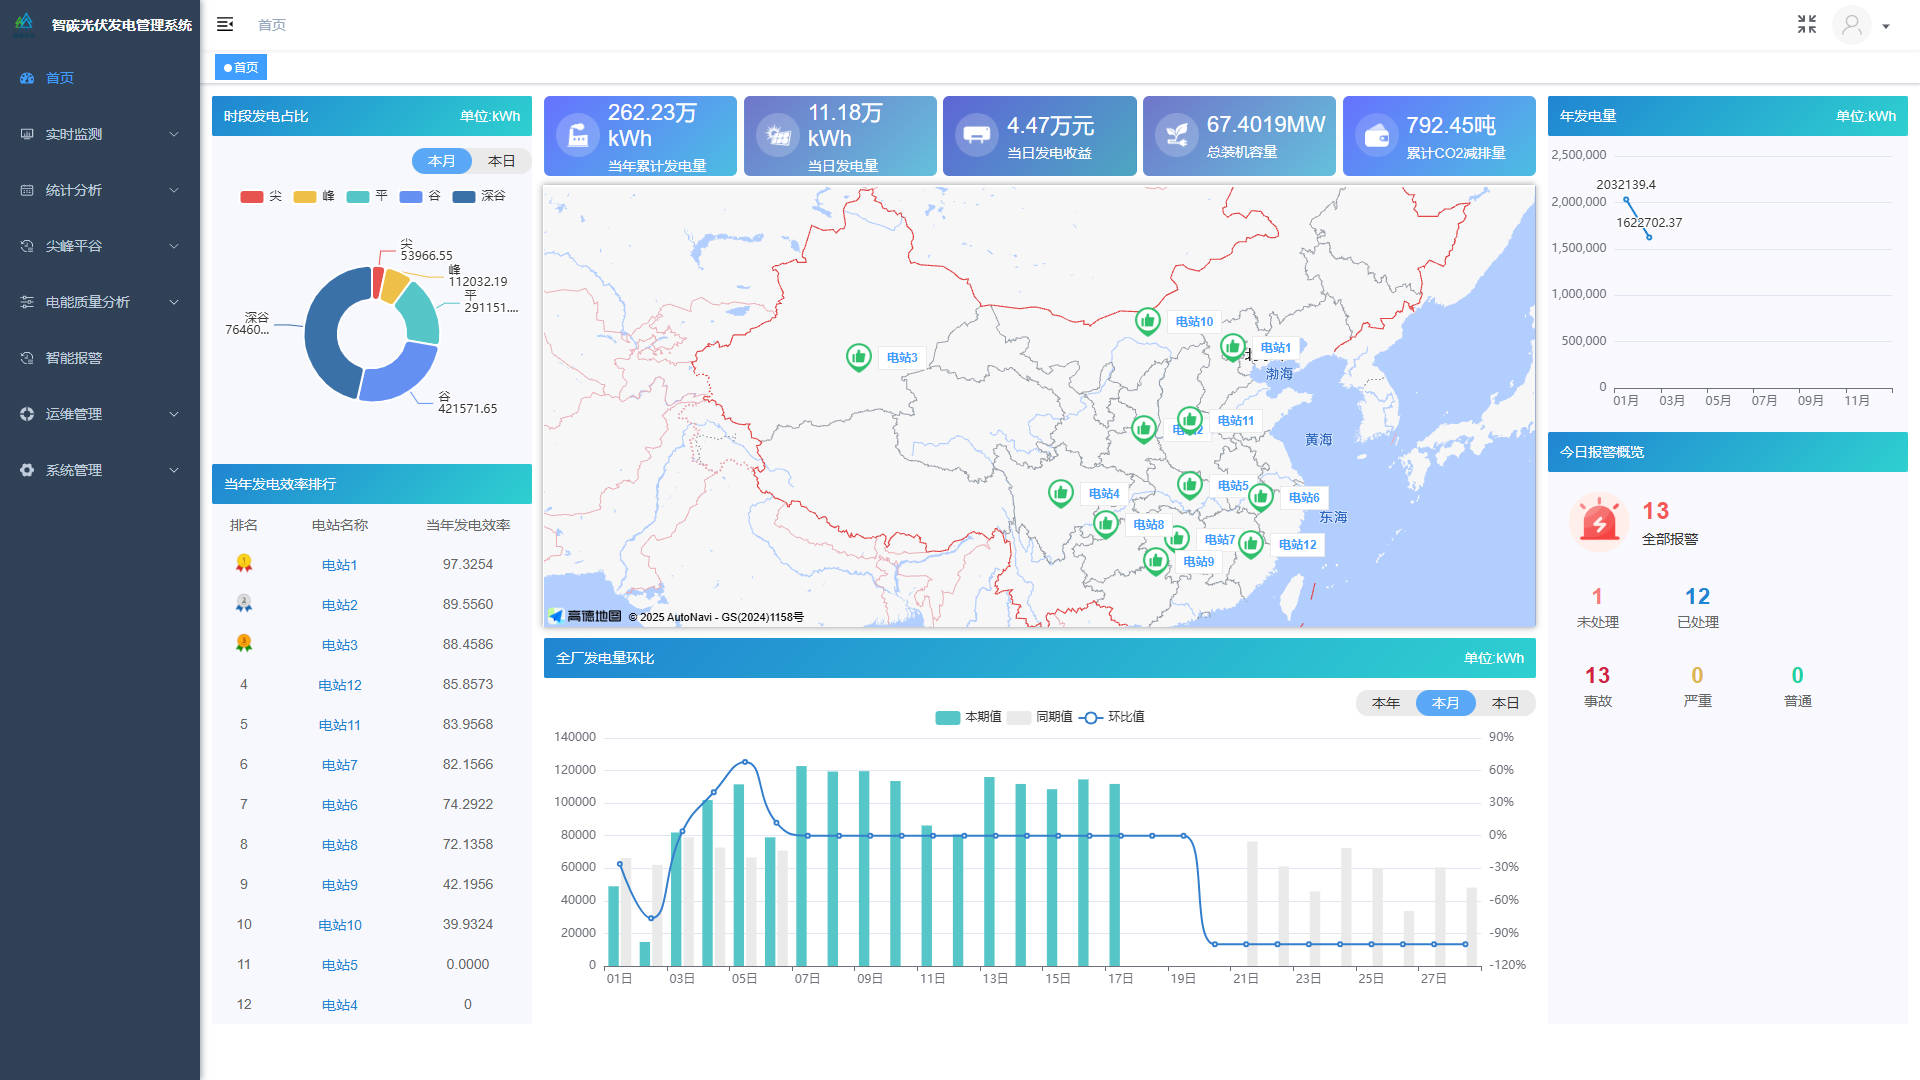 智碳光伏发电管理系统
首页
实时监测
统计分析
尖峰平谷
电能质量分析
智能报警
运维管理
系统管理
首页
首页
时段发电占比 单位:kWh
本月 本日
尖 峰 平 谷 深谷
尖
53966.55
峰
112032.19
平
291151....
深谷
76460...
谷
421571.65
当年发电效率排行
排名 电站名称 当年发电效率
1 电站1 97.3254
2 电站2 89.5560
3 电站3 88.4586
4 电站12 85.8573
5 电站11 83.9568
6 电站7 82.1566
7 电站6 74.2922
8 电站8 72.1358
9 电站9 42.1956
10 电站10 39.9324
11 电站5 0.0000
12 电站4 0
262.23万
kWh
当年累计发电量
11.18万
kWh
当日发电量
4.47万元
当日发电收益
67.4019MW
总装机容量
792.45吨
累计CO2减排量
电站10
电站1
渤海
电站3
电站11
黄海
电站4
电站5
电站6
东海
电站8
电站7
电站12
电站9
高德地图 © 2025 AutoNavi - GS(2024)1158号
全厂发电量环比 单位:kWh
本年 本月 本日
本期值 同期值 环比值
140000 90%
120000 60%
100000 30%
80000 0%
60000 -30%
40000 -60%
20000 -90%
0 -120%
01日 03日 05日 07日 09日 11日 13日 15日 17日 19日 21日 23日 25日 27日
年发电量 单位:kWh
2,500,000
2032139.4
2,000,000
1622702.37
1,500,000
1,000,000
500,000
0
01月 03月 05月 07月 09月 11月
今日报警概览
13
全部报警
1 12
未处理 已处理
13 0 0
事故 严重 普通